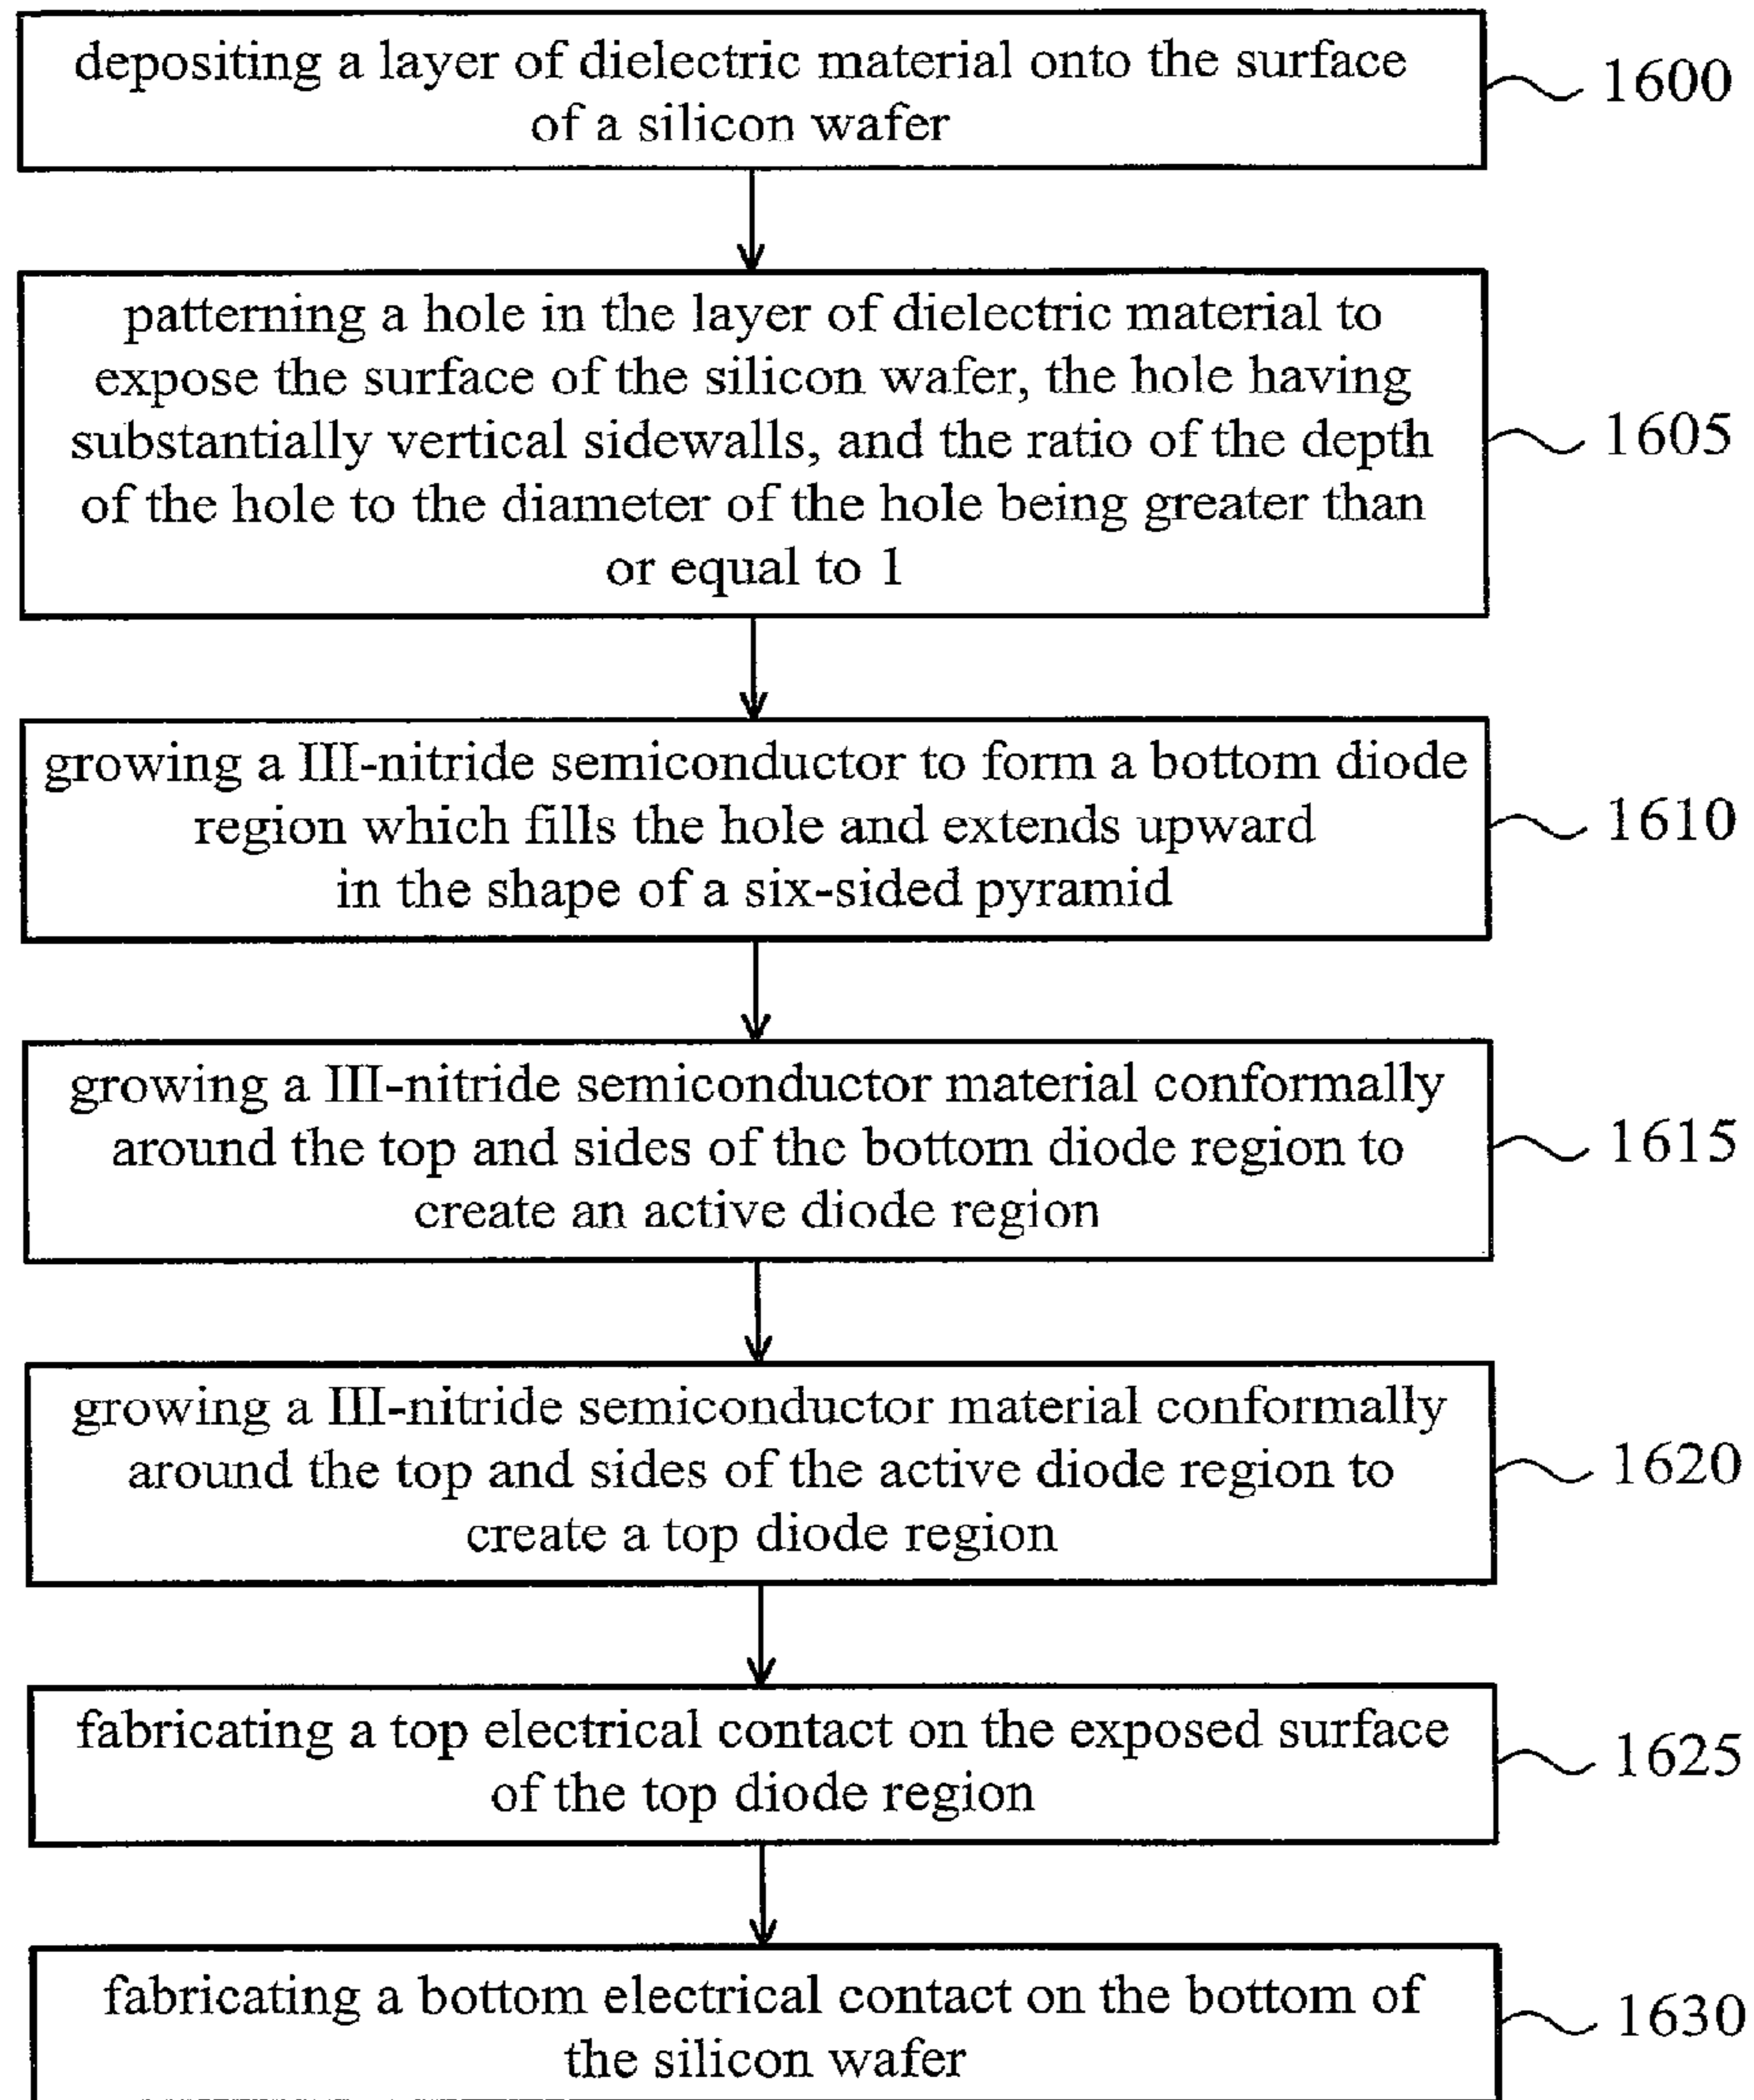 depositing a layer of dielectric material onto the surface
of a silicon wafer
1600
patterning a hole in the layer of dielectric material to
expose the surface of the silicon wafer, the hole having
substantially vertical sidewalls, and the ratio of the depth
of the hole to the diameter of the hole being greater than
or equal to 1
1605
growing a III-nitride semiconductor to form a bottom diode
region which fills the hole and extends upward
in the shape of a six-sided pyramid
1610
growing a III-nitride semiconductor material conformally
around the top and sides of the bottom diode region to
create an active diode region
1615
growing a III-nitride semiconductor material conformally
around the top and sides of the active diode region to
create a top diode region
1620
fabricating a top electrical contact on the exposed surface
of the top diode region
1625
fabricating a bottom electrical contact on the bottom of
the silicon wafer
1630